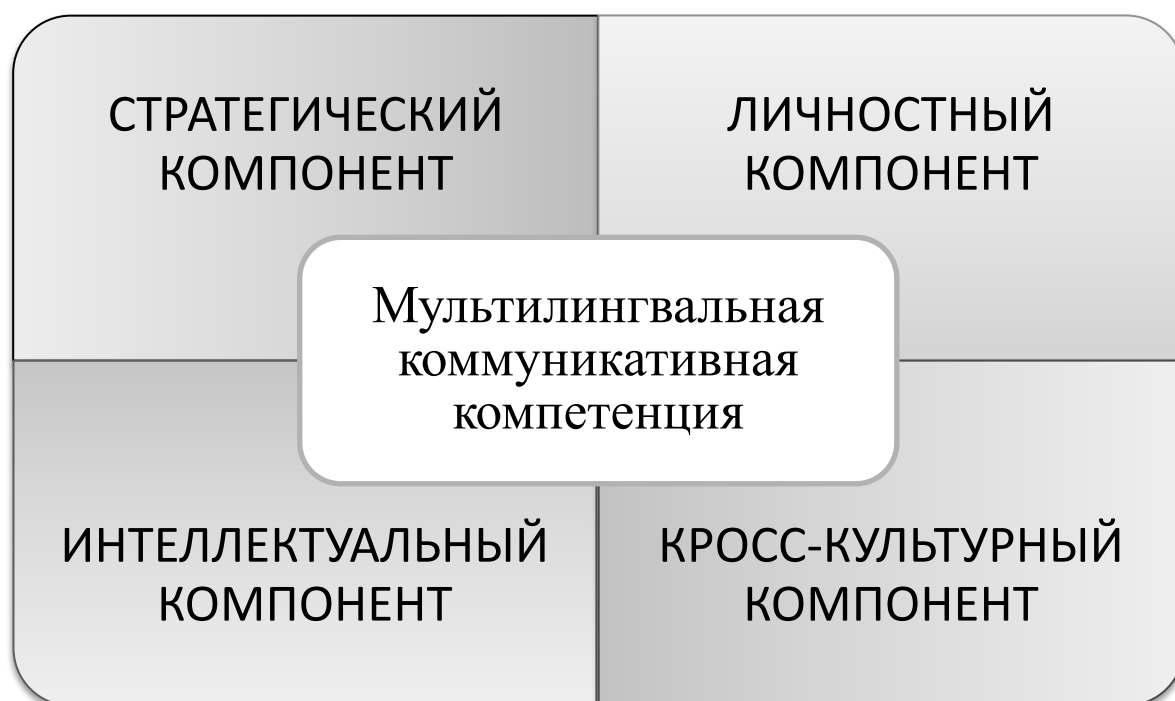 СТРАТЕГИЧЕСКИЙ
КОМПОНЕНТ
ЛИЧНОСТНЫЙ
КОМПОНЕНТ
Мультилингвальная
коммуникативная
компетенция
ИНТЕЛЛЕКТУАЛЬНЫЙ
КОМПОНЕНТ
КРОСС-КУЛЬТУРНЫЙ
КОМПОНЕНТ